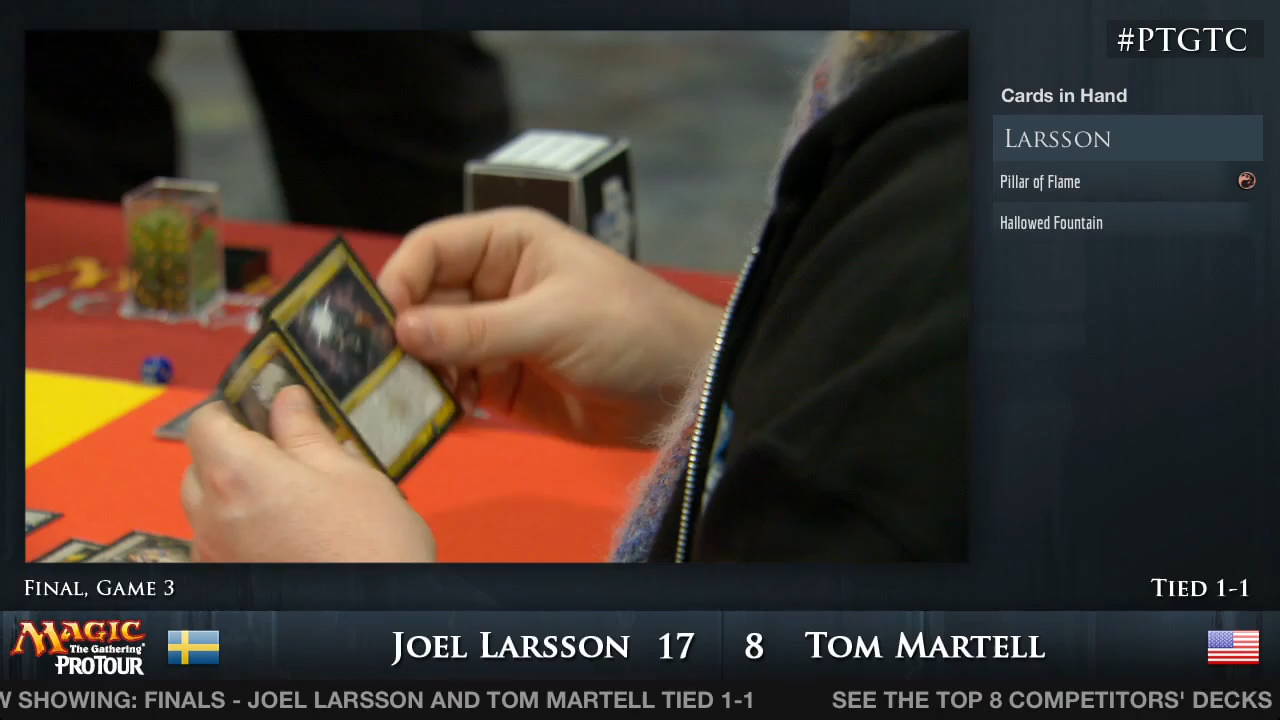 #PTGTC
Cards in Hand
LARSSON
Pillar of Flame
Hallowed Fountain
FINAL, GAME 3
TIED 1-1
MAGIC
The Gathering
PROTOUR
JOEL LARSSON 17
8 TOM MARTELL
W SHOWING: FINALS - JOEL LARSSON AND TOM MARTELL TIED 1-1
SEE THE TOP 8 COMPETITORS' DECKS